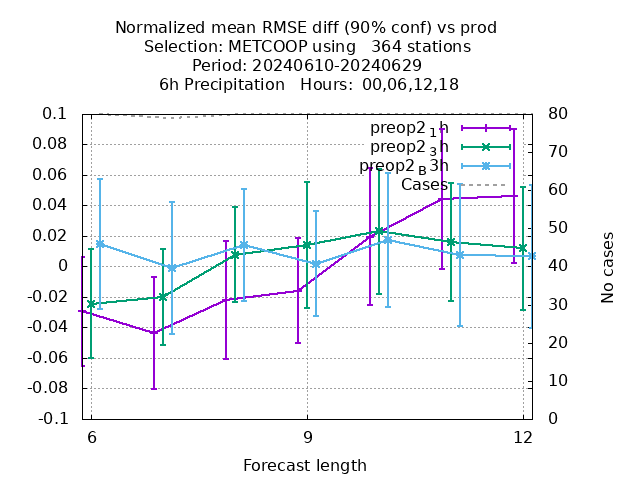 Normalized mean RMSE diff (90% conf) vs prod
Selection: METCOOP using   364 stations
Period: 20240610-20240629
6h Precipitation   Hours:  00,06,12,18
preop2 1h
preop2 3h
preop2 B3h
Cases
0.1
0.08
0.06
0.04
0.02
0
-0.02
-0.04
-0.06
-0.08
-0.1
80
70
60
50
40
30
20
10
0
No cases
6
9
12
Forecast length